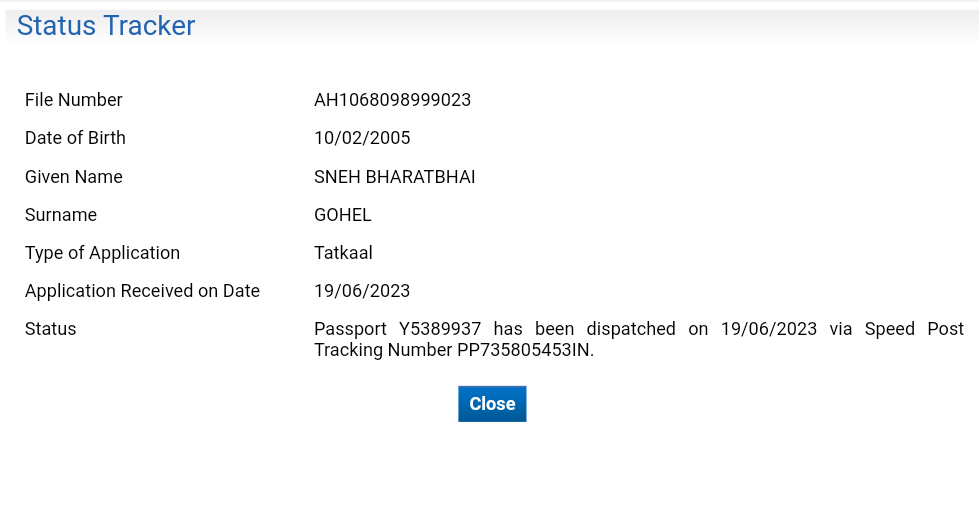 Status Tracker
File Number AH1068098999023
Date of Birth 10/02/2005
Given Name SNEH BHARATBHAI
Surname GOHEL
Type of Application Tatkaal
Application Received on Date 19/06/2023
Status Passport Y5389937 has been dispatched on 19/06/2023 via Speed Post
Tracking Number PP735805453IN.
Close